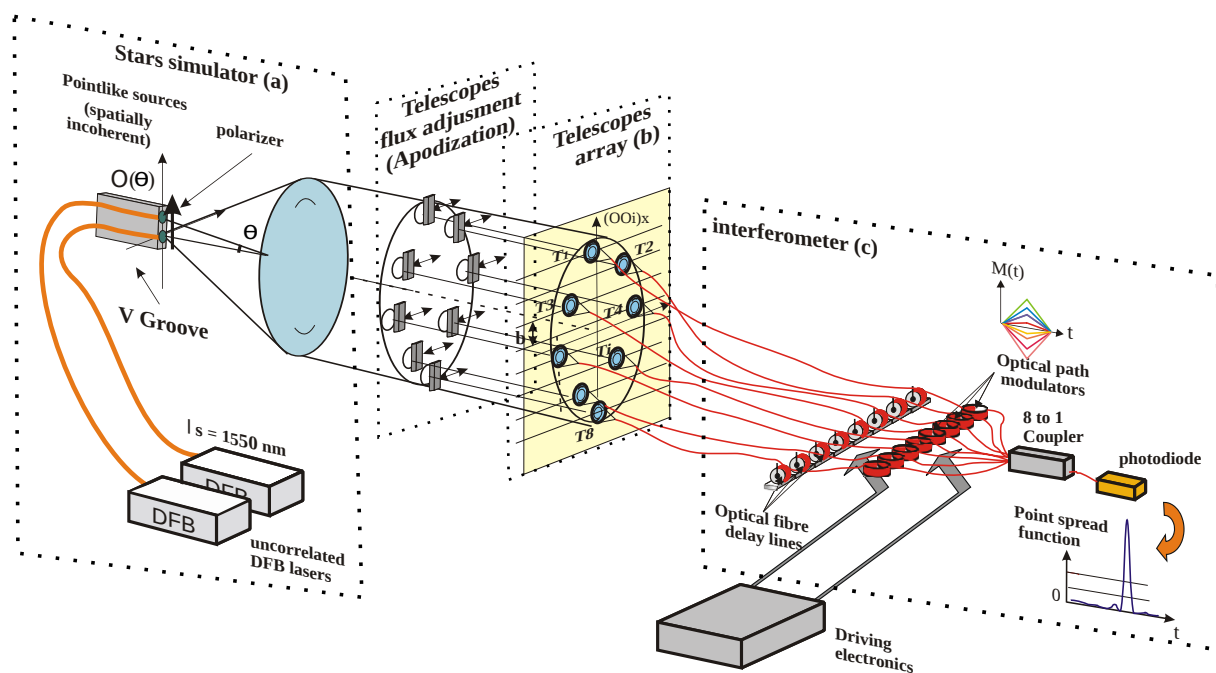 Stars simulator (a)
Pointlike sources
(spatially
incoherent)
polarizer
O(Θ)
Θ
V Groove
l s = 1550 nm
DFB
DFB
uncorrelated
DFB lasers
Telescopes
flux adjusment
(Apodization)
Telescopes
array (b)
(OOi)x
T1
T2
T3
T4
b
Ti
T8
interferometer (c)
M(t)
t
Optical path
modulators
8 to 1
Coupler
photodiode
Optical fibre
delay lines
Point spread
function
0
t
Driving
electronics